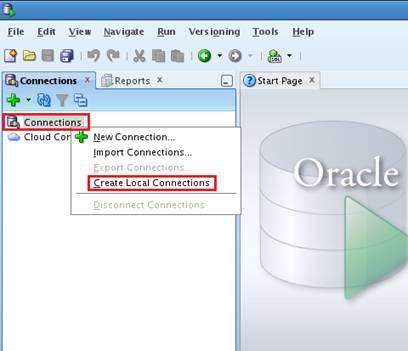 File Edit View Navigate Run Versioning Tools Help
SQL
Connections Reports Start Page
Connections
Cloud Con
New Connection...
Import Connections...
Export Connections...
Create Local Connections
Disconnect Connections
Oracle